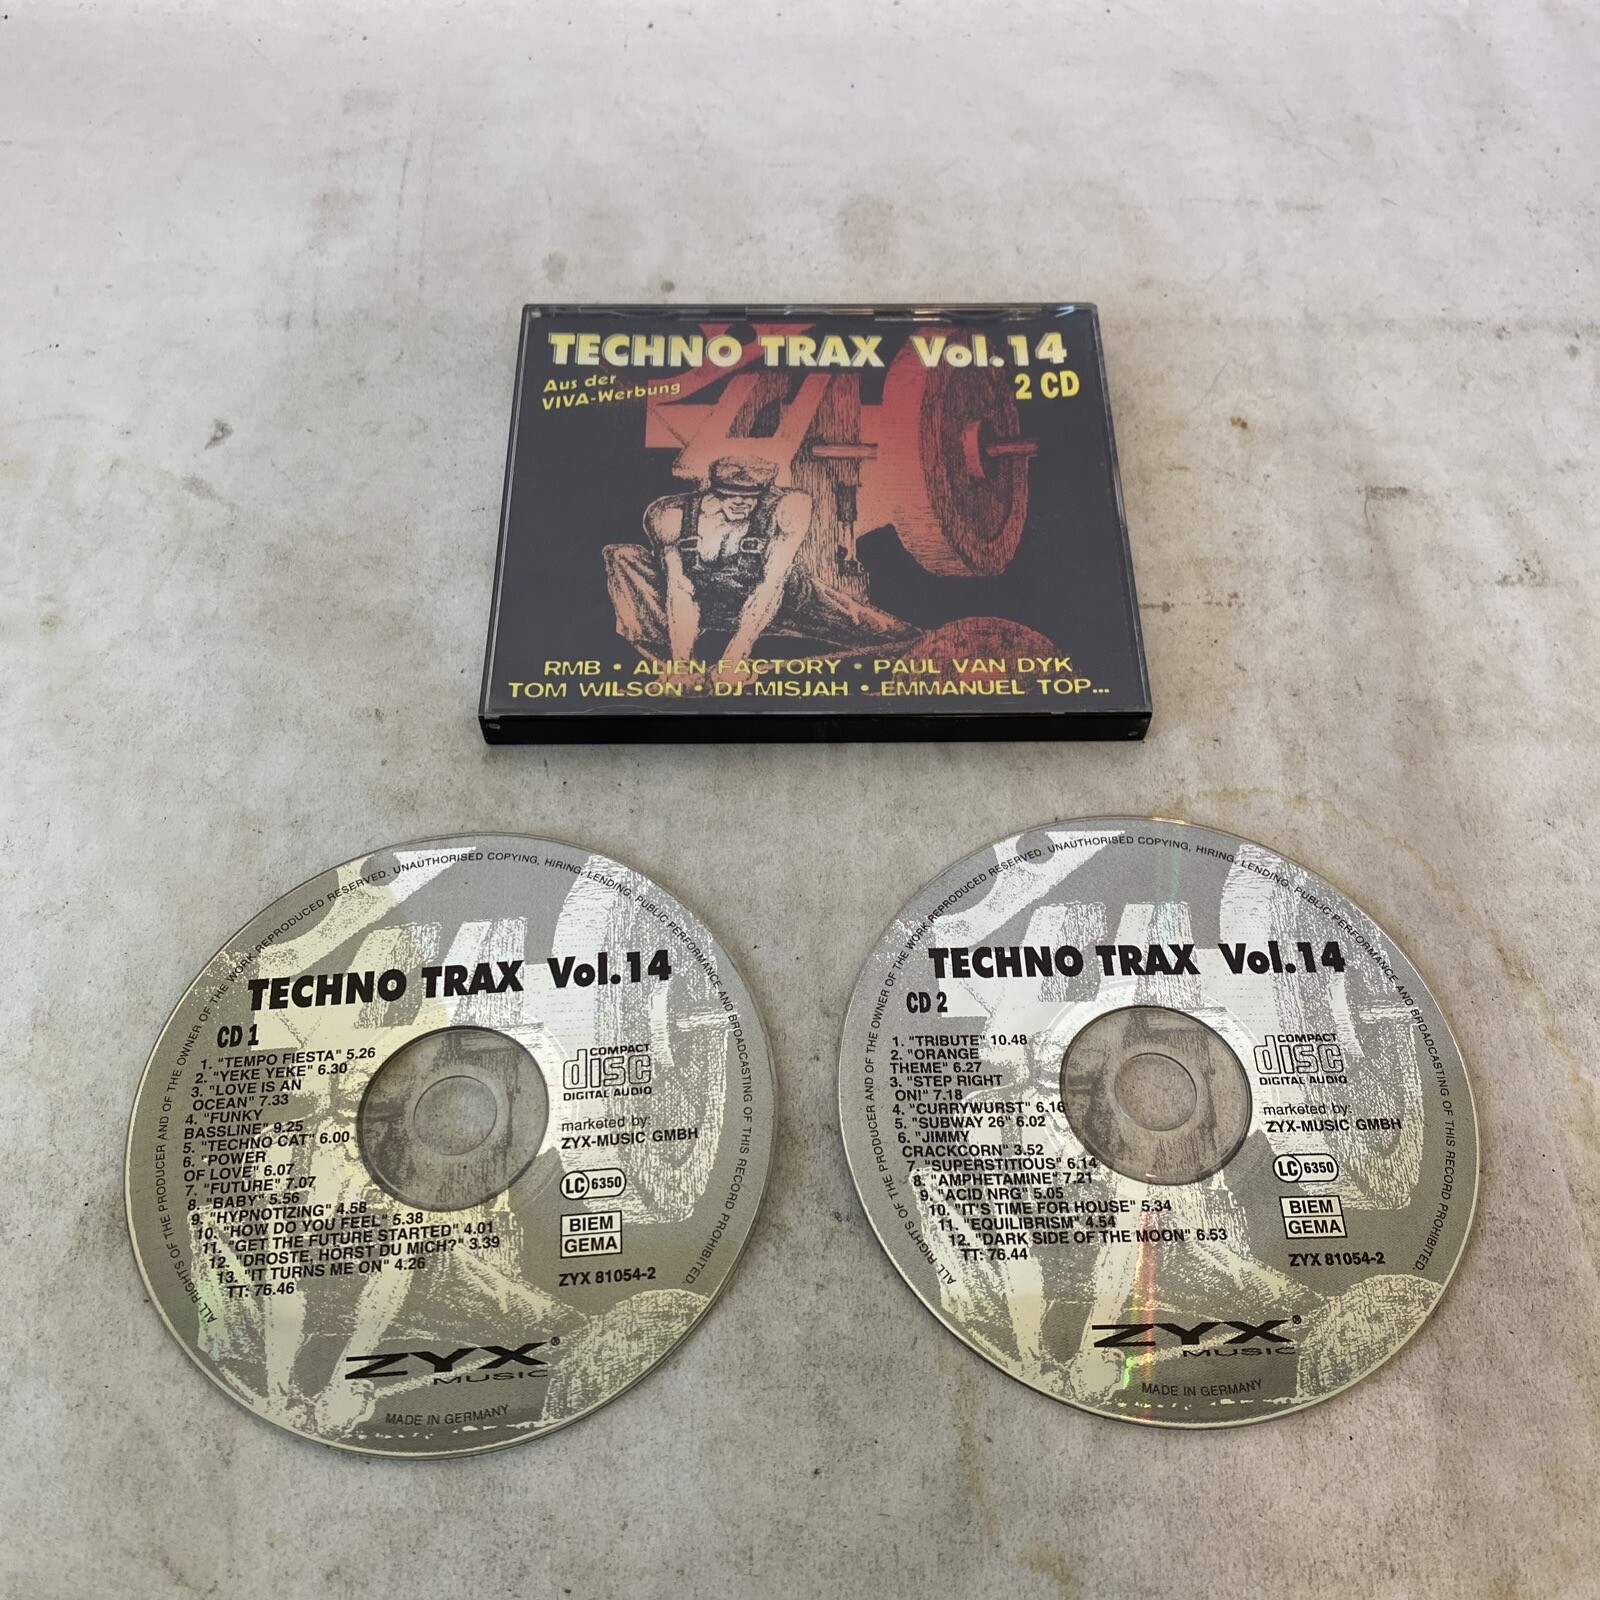 TECHNO TRAX Vol.14
Aus der
VIVA-Werbung
2 CD
RMB • ALIEN FACTORY • PAUL VAN DYK
TOM WILSON • DJ MISJAH • EMMANUEL TOP...
ALL RIGHTS OF THE PRODUCER AND OF THE OWNER OF THE WORK REPRODUCED RESERVED. UNAUTHORISED COPYING, HIRING, LENDING, PUBLIC PERFORMANCE AND BROADCASTING OF THIS RECORD PROHIBITED.
TECHNO TRAX Vol.14
CD 1
1. "TEMPO FIESTA" 5.26
2. "YEKE YEKE" 6.30
3. "LOVE IS AN
OCEAN" 7.33
4. "FUNKY
BASSLINE" 9.25
5. "TECHNO CAT" 6.00
6. "POWER
OF LOVE" 6.07
7. "FUTURE" 7.07
8. "BABY" 5.56
9. "HYPNOTIZING" 4.58
10. "HOW DO YOU FEEL" 5.38
11. "GET THE FUTURE STARTED" 4.01
12. "DROSTE, HÖRST DU MICH?" 3.39
13. "IT TURNS ME ON" 4.26
TT: 76.46
COMPACT
disc
DIGITAL AUDIO
marketed by:
ZYX-MUSIC GMBH
LC 6350
BIEM
GEMA
ZYX 81054-2
ZYX®
MUSIC
MADE IN GERMANY
ALL RIGHTS OF THE PRODUCER AND OF THE OWNER OF THE WORK REPRODUCED RESERVED. UNAUTHORISED COPYING, HIRING, LENDING, PUBLIC PERFORMANCE AND BROADCASTING OF THIS RECORD PROHIBITED.
TECHNO TRAX Vol.14
CD 2
1. "TRIBUTE" 10.48
2. "ORANGE
THEME" 6.27
3. "STEP RIGHT
ON!" 7.18
4. "CURRYWURST" 6.16
5. "SUBWAY 26" 6.02
6. "JIMMY
CRACKCORN" 3.52
7. "SUPERSTITIOUS" 6.14
8. "AMPHETAMINE" 7.21
9. "ACID NRG" 5.05
10. "IT'S TIME FOR HOUSE" 5.34
11. "EQUILIBRISM" 4.54
12. "DARK SIDE OF THE MOON" 6.53
TT: 76.44
COMPACT
disc
DIGITAL AUDIO
marketed by:
ZYX-MUSIC GMBH
LC 6350
BIEM
GEMA
ZYX 81054-2
ZYX®
MUSIC
MADE IN GERMANY